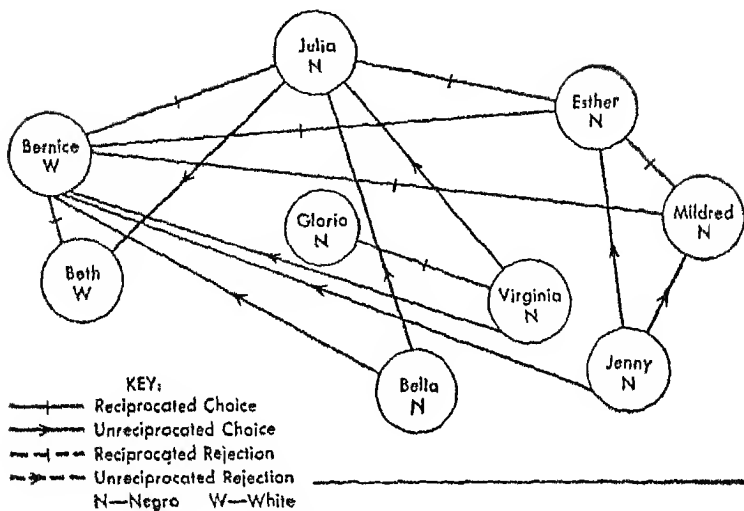 Julia
N
Esther
N
Bernice
W
Gloria
N
Mildred
N
Beth
W
Virginia
N
Jenny
N
Bella
N
KEY:
Reciprocated Choice
Unreciprocated Choice
Reciprocated Rejection
Unreciprocated Rejection
N—Negro W—White